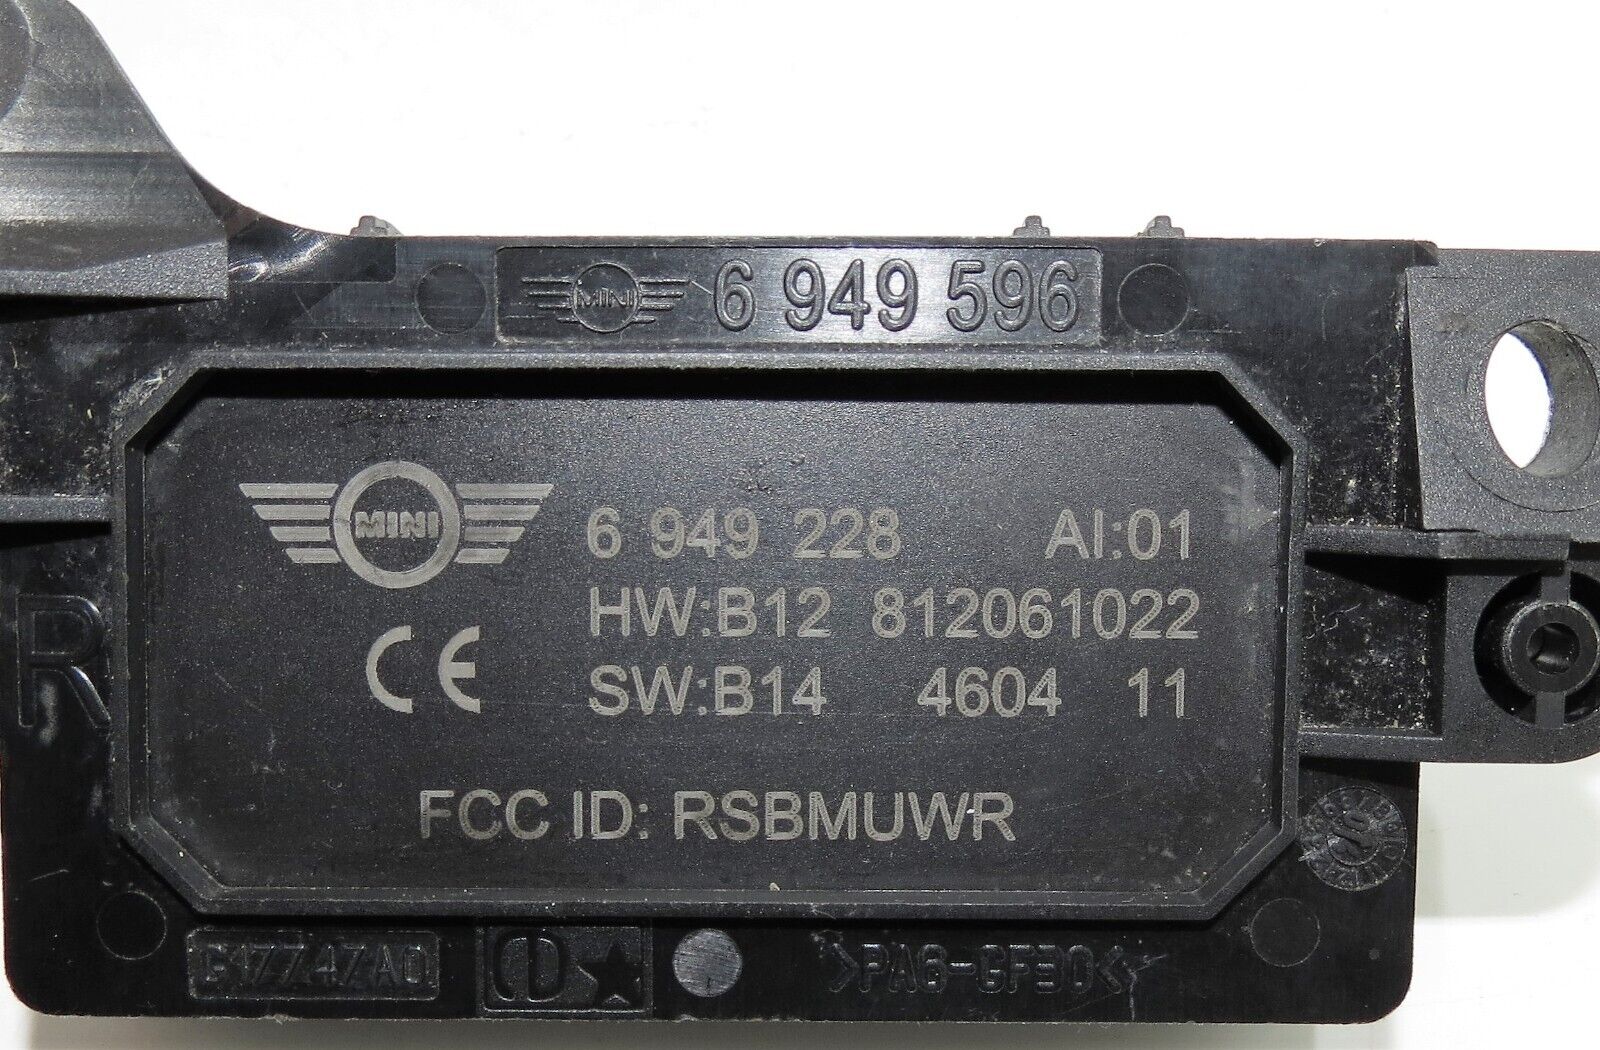 MINI 6 949 596
MINI 6 949 228 AI:01
HW:B12 812061022
CE SW:B14 4604 11
R
FCC ID: RSBMUWR
>PA6-GF30<